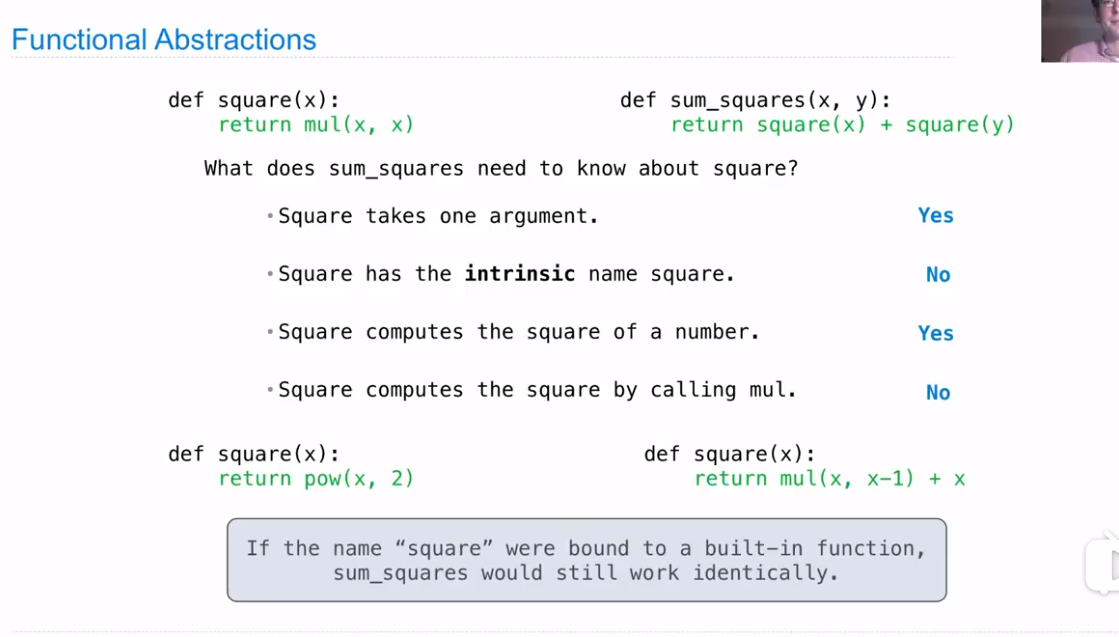 Functional Abstractions
def square(x):
    return mul(x, x)
def sum_squares(x, y):
    return square(x) + square(y)
What does sum_squares need to know about square?
•Square takes one argument. Yes
•Square has the intrinsic name square. No
•Square computes the square of a number. Yes
•Square computes the square by calling mul. No
def square(x):
    return pow(x, 2)
def square(x):
    return mul(x, x-1) + x
If the name “square” were bound to a built-in function,
sum_squares would still work identically.